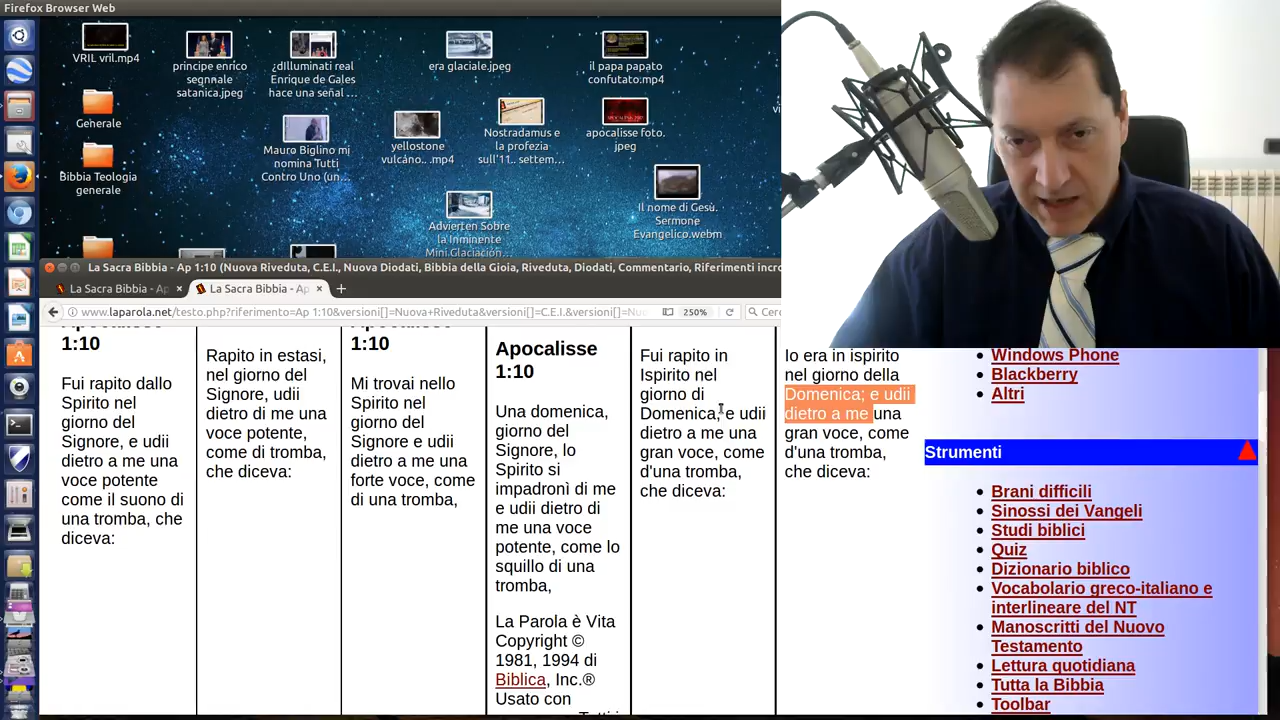 Firefox Browser Web
VRIL vril.mp4
principe enrico
segnnale
satanica.jpeg
¿dIlluminati real
Enrique de Gales
hace una señal ...
era glaciale.jpeg
il papa papato
confutato:mp4
Generale
Mauro Biglino mi
nomina Tutti
Contro Uno (un...
yellostone
vulcáno.. .mp4
Nostradamus e
la profezia
sull'11. settem...
apocalisse foto.
jpeg
Bibbia Teologia
generale
Advierten Sobre
la Inminente
Mini Glaciación...
Il nome di Gesù.
Sermone
Evangelico.webm
La Sacra Bibbia - Ap 1:10 (Nuova Riveduta, C.E.I., Nuova Diodati, Bibbia della Gioia, Riveduta, Diodati, Commentario, Riferimenti incro
La Sacra Bibbia - Ap
La Sacra Bibbia - Ap
www.laparola.net/testo.php?riferimento=Ap 1:10&versioni[]=Nuova+Riveduta&versioni[]=C.E.I.&versioni[]=Nu
250%
Cerc
Apocalisse
1:10
Fui rapito dallo
Spirito nel
giorno del
Signore, e udii
dietro a me una
voce potente
come il suono di
una tromba, che
diceva:
Rapito in estasi,
nel giorno del
Signore, udii
dietro di me una
voce potente,
come di tromba,
che diceva:
Apocalisse
1:10
Mi trovai nello
Spirito nel
giorno del
Signore e udii
dietro a me una
forte voce, come
di una tromba,
Apocalisse
1:10
Una domenica,
giorno del
Signore, lo
Spirito si
impadronì di me
e udii dietro di
me una voce
potente, come lo
squillo di una
tromba,
La Parola è Vita
Copyright ©
1981, 1994 di
Biblica, Inc.®
Usato con
Fui rapito in
Ispirito nel
giorno di
Domenica, e udii
dietro a me una
gran voce, come
d'una tromba,
che diceva:
Io era in ispirito
nel giorno della
Domenica; e udii
dietro a me una
gran voce, come
d'una tromba,
che diceva:
Windows Phone
Blackberry
Altri
Strumenti
Brani difficili
Sinossi dei Vangeli
Studi biblici
Quiz
Dizionario biblico
Vocabolario greco-italiano e
interlineare del NT
Manoscritti del Nuovo
Testamento
Lettura quotidiana
Tutta la Bibbia
Toolbar